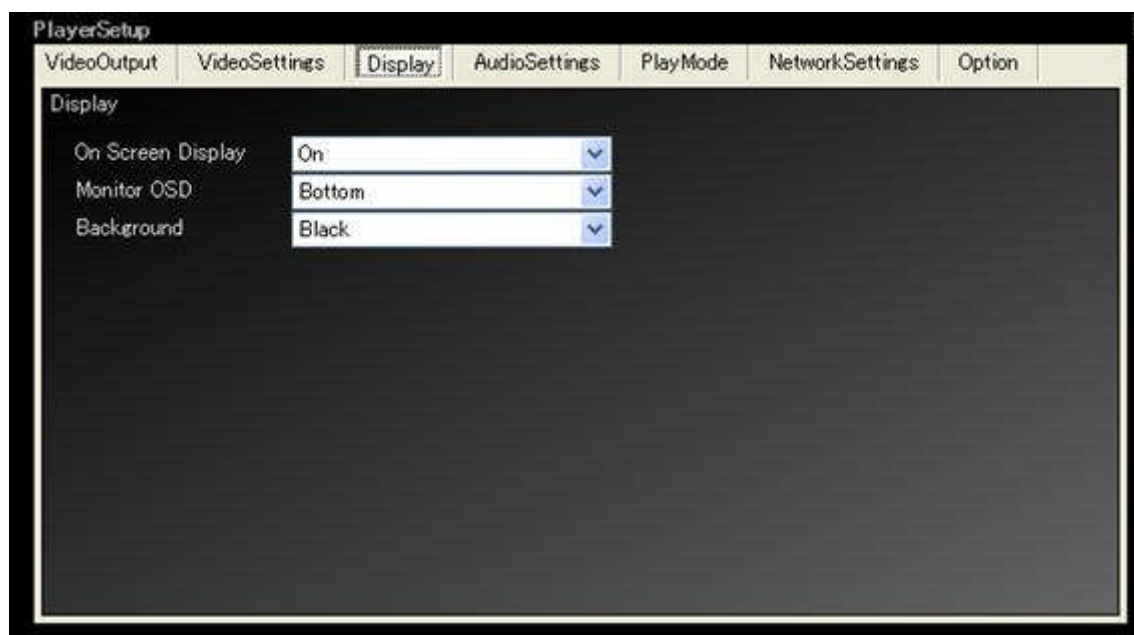 PlayerSetup
VideoOutput VideoSettings Display AudioSettings PlayMode NetworkSettings Option
Display
On Screen Display On
Monitor OSD Bottom
Background Black